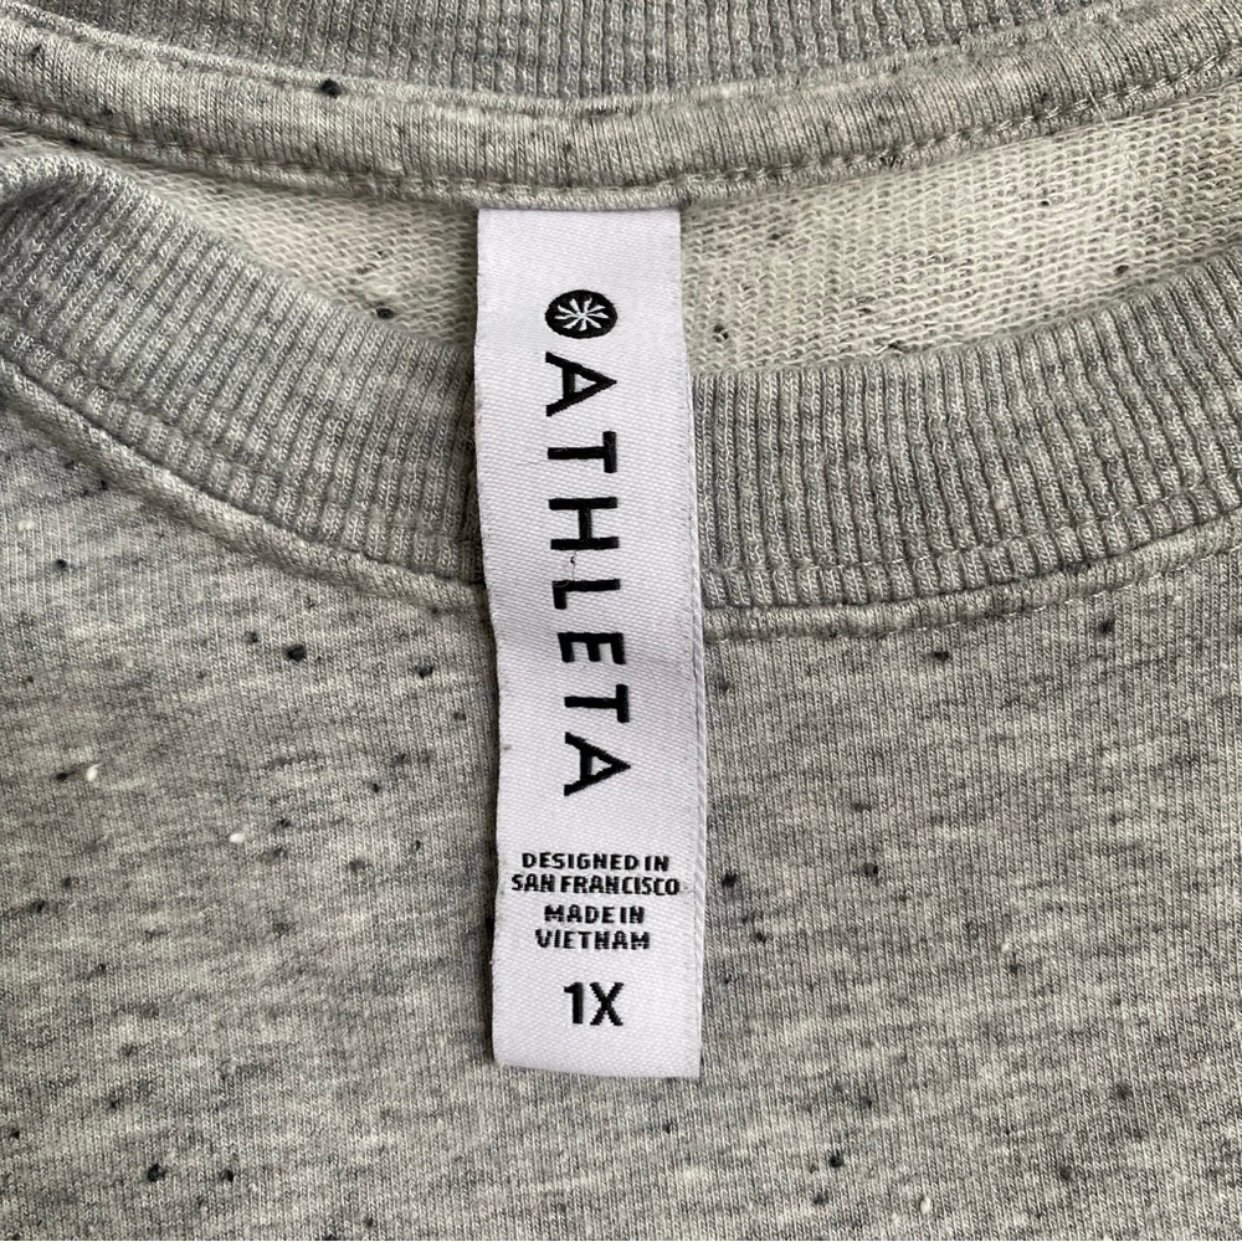 ATHLETA
DESIGNED IN
SAN FRANCISCO
MADE IN
VIETNAM
1X